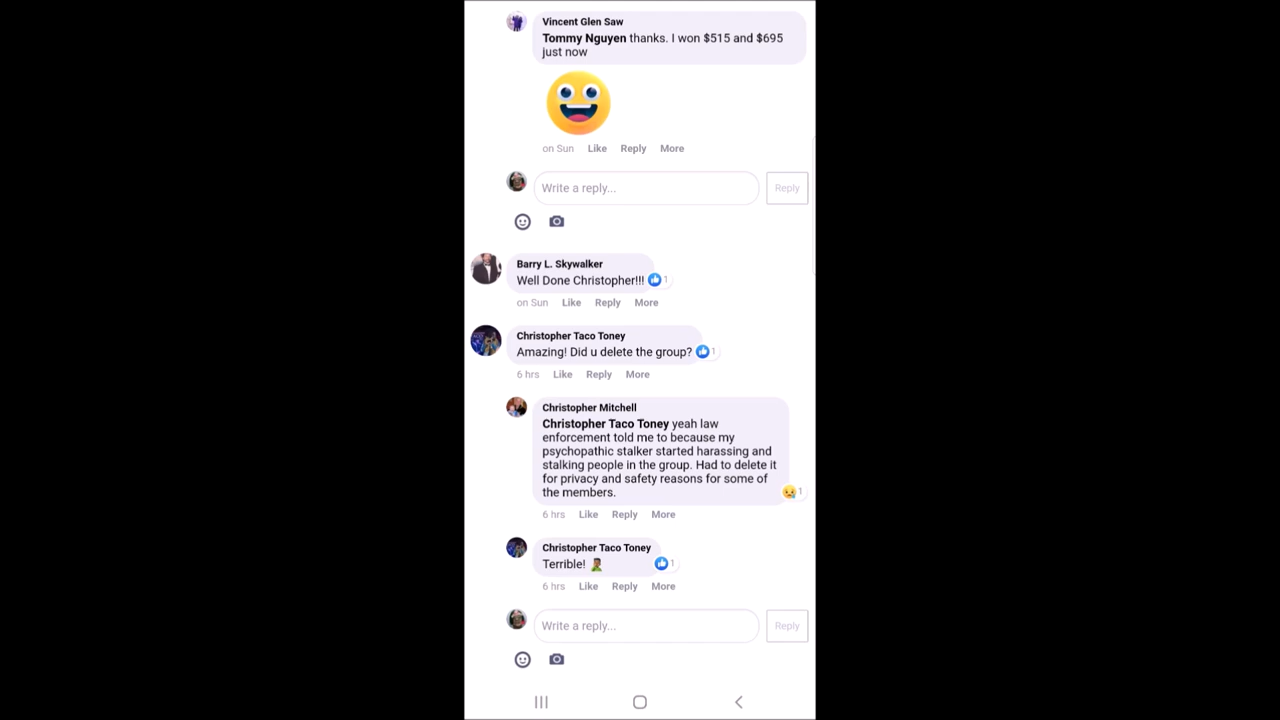 Vincent Glen Saw
Tommy Nguyen thanks. I won $515 and $695
just now
on Sun Like Reply More
Write a reply... Reply
Barry L. Skywalker
Well Done Christopher!!! 1
on Sun Like Reply More
Christopher Taco Toney
Amazing! Did u delete the group? 1
6 hrs Like Reply More
Christopher Mitchell
Christopher Taco Toney yeah law
enforcement told me to because my
psychopathic stalker started harassing and
stalking people in the group. Had to delete it
for privacy and safety reasons for some of
the members. 1
6 hrs Like Reply More
Christopher Taco Toney
Terrible! 1
6 hrs Like Reply More
Write a reply... Reply